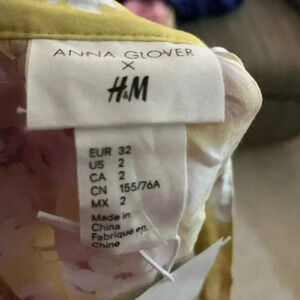 ANNA GLOVER
X
H&M
EUR 32
US 2
CA 2
CN 155/76A
MX 2
Made in
China
Fabriqué en
Chine